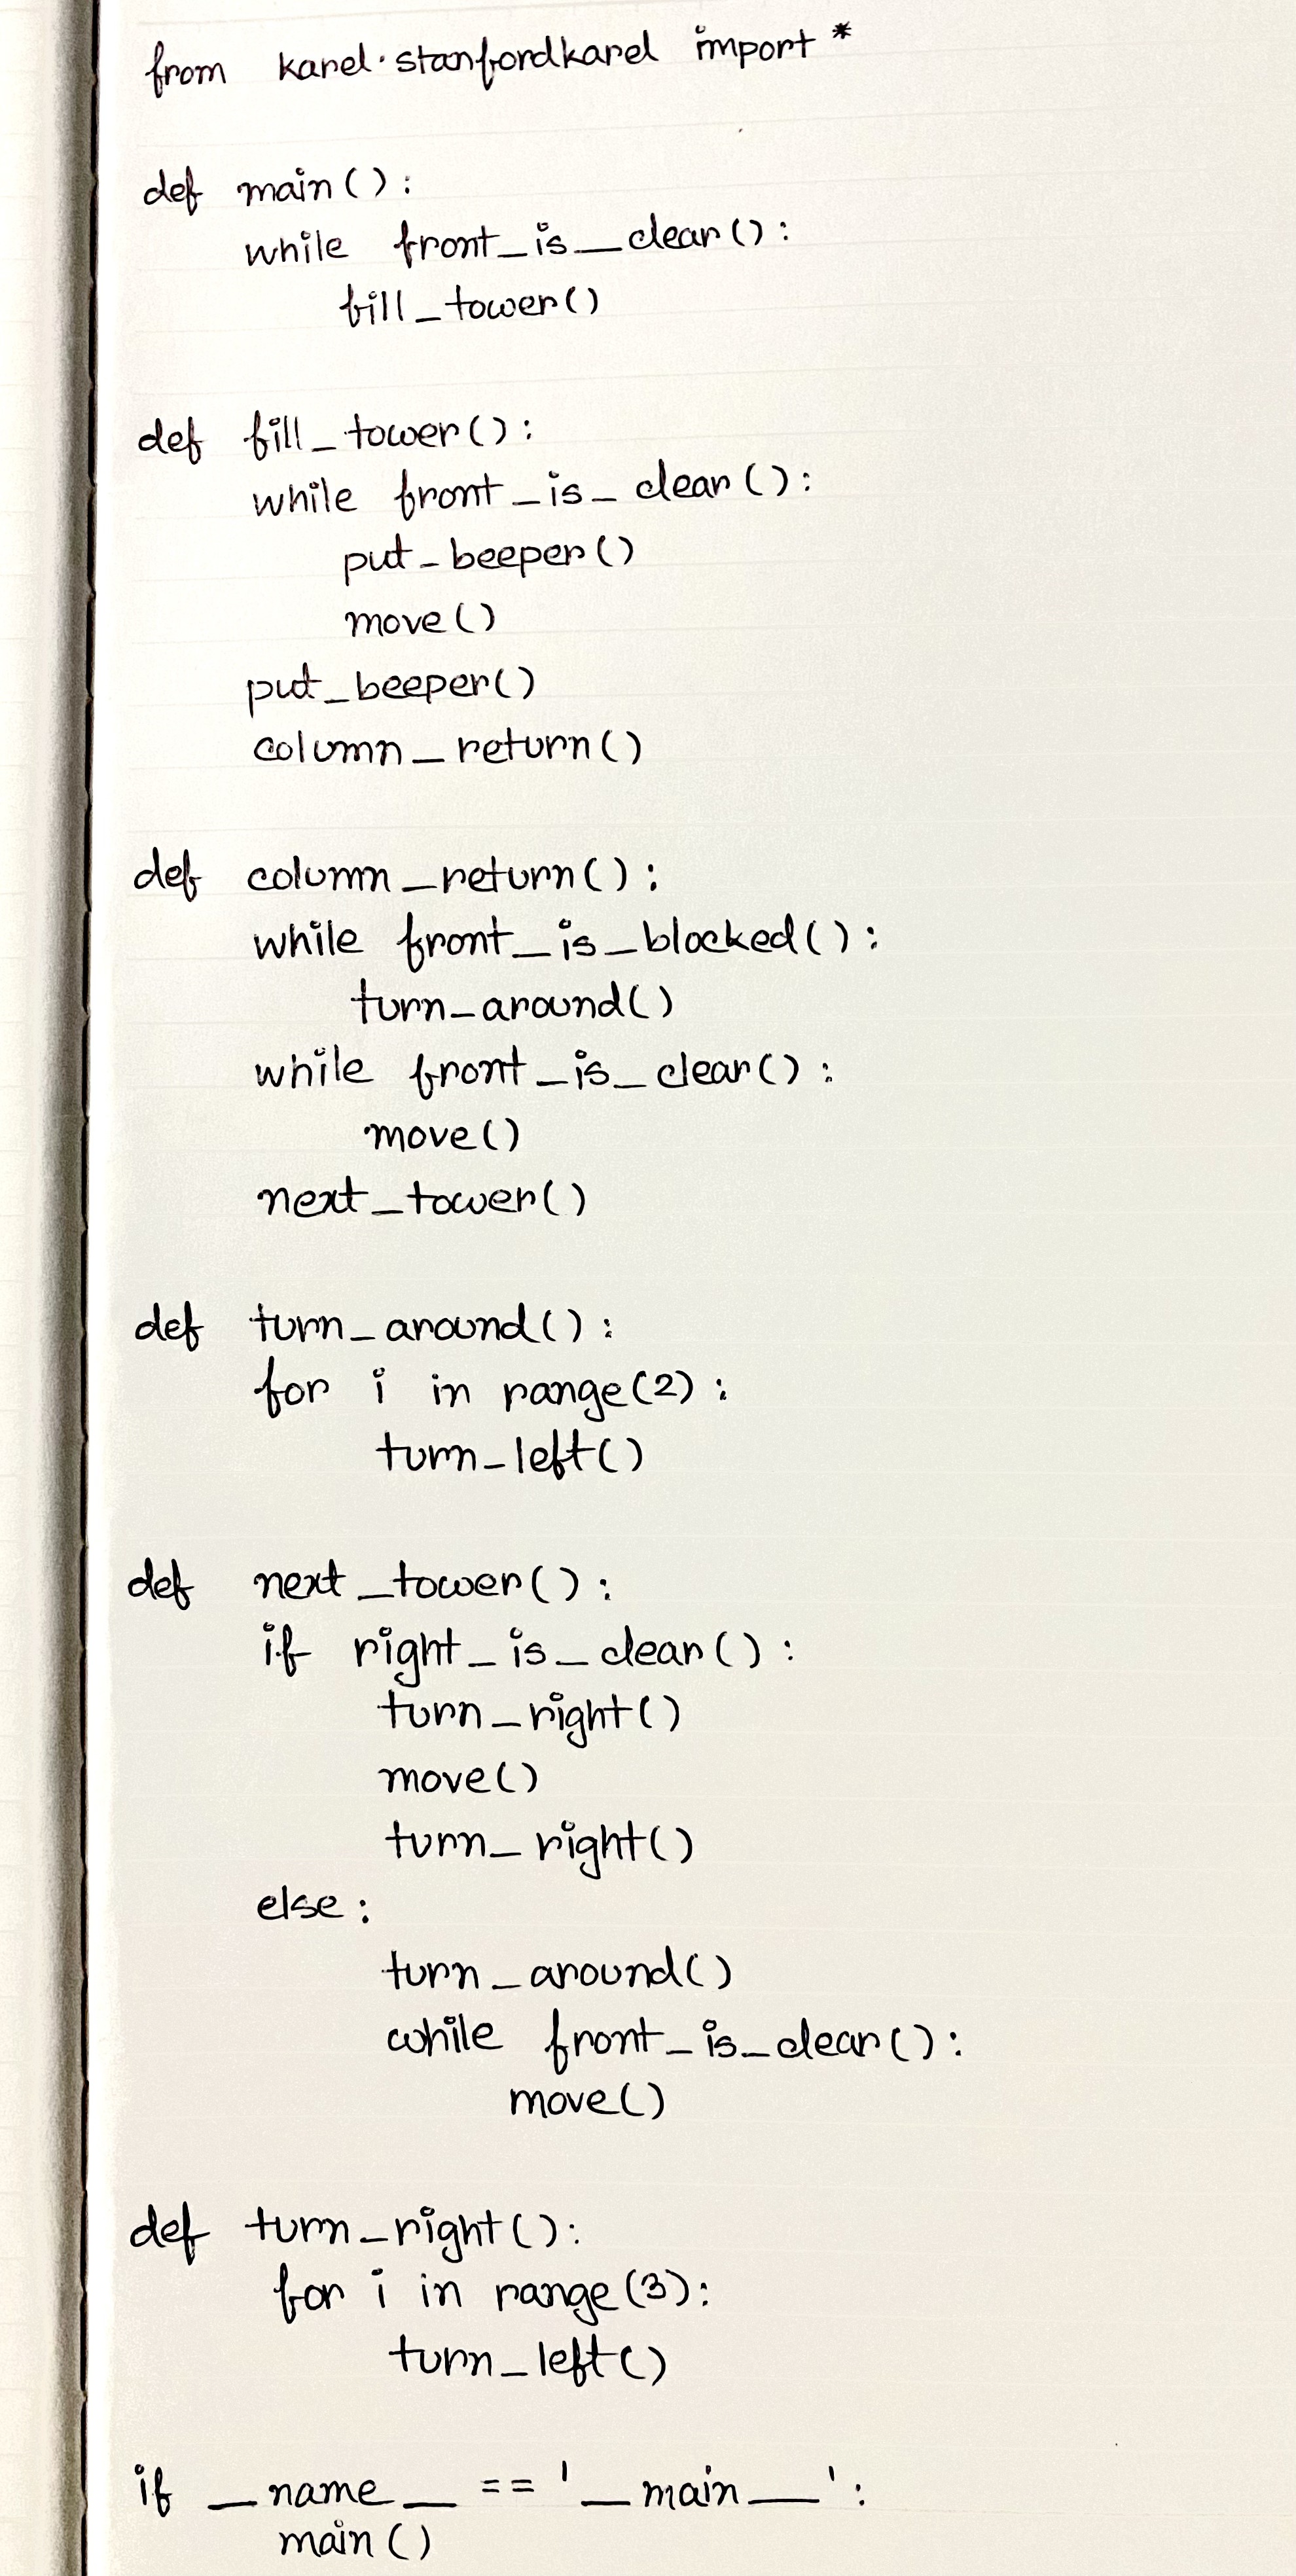 from karel.stanfordkarel import *
def main():
    while front_is_clear():
        fill_tower()
def fill_tower():
    while front_is_clear():
        put_beeper()
        move()
    put_beeper()
    column_return()
def column_return():
    while front_is_blocked():
        turn_around()
    while front_is_clear():
        move()
    next_tower()
def turn_around():
    for i in range(2):
        turn_left()
def next_tower():
    if right_is_clear():
        turn_right()
        move()
        turn_right()
    else:
        turn_around()
        while front_is_clear():
            move()
def turn_right():
    for i in range(3):
        turn_left()
if __name__ == '__main__':
    main()